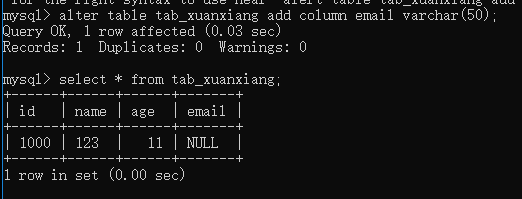 for the right syntax to use near 'alert table tab_xuanxiang add
mysql> alter table tab_xuanxiang add column email varchar(50);
Query OK, 1 row affected (0.03 sec)
Records: 1  Duplicates: 0  Warnings: 0
mysql> select * from tab_xuanxiang;
+------+------+------+-------+
| id   | name | age  | email |
+------+------+------+-------+
| 1000 | 123  |   11 | NULL  |
+------+------+------+-------+
1 row in set (0.00 sec)